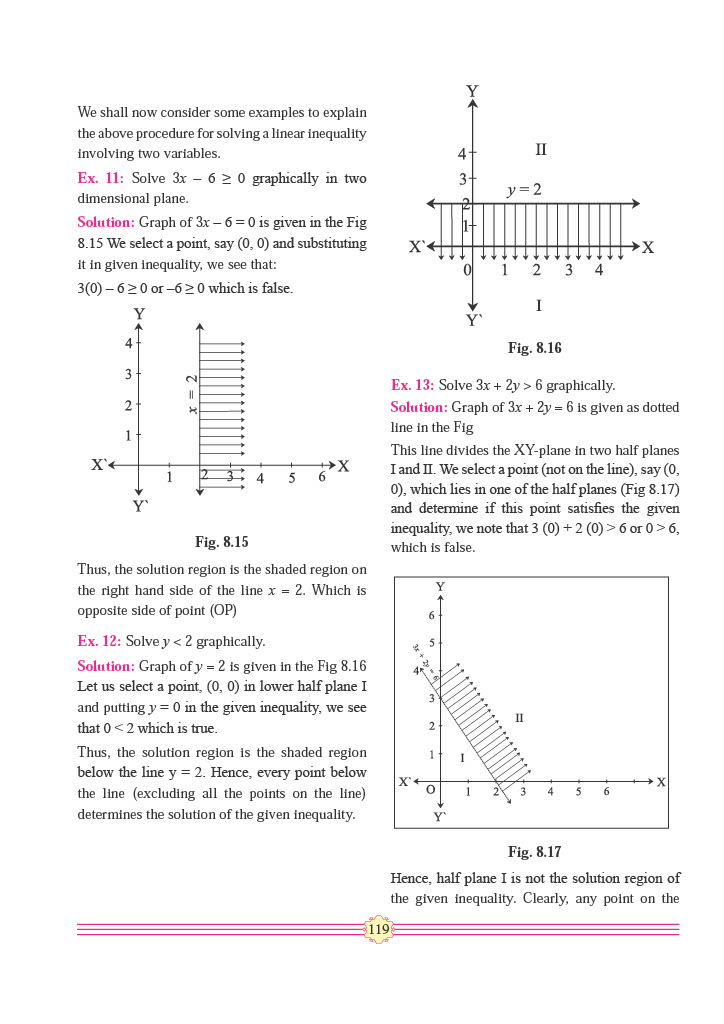 We shall now consider some examples to explain
the above procedure for solving a linear inequality
involving two variables.
Ex. 11: Solve 3x – 6 ≥ 0 graphically in two
dimensional plane.
Solution: Graph of 3x – 6 = 0 is given in the Fig
8.15 We select a point, say (0, 0) and substituting
it in given inequality, we see that:
3(0) – 6 ≥ 0 or –6 ≥ 0 which is false.
Y
4
3
2
1
x = 2
X` 1 2 3 4 5 6 X
Y`
Fig. 8.15
Thus, the solution region is the shaded region on
the right hand side of the line x = 2. Which is
opposite side of point (OP)
Ex. 12: Solve y < 2 graphically.
Solution: Graph of y = 2 is given in the Fig 8.16
Let us select a point, (0, 0) in lower half plane I
and putting y = 0 in the given inequality, we see
that 0 < 2 which is true.
Thus, the solution region is the shaded region
below the line y = 2. Hence, every point below
the line (excluding all the points on the line)
determines the solution of the given inequality.
Y
4 II
3
y = 2
2
1
X` X
0 1 2 3 4
I
Y`
Fig. 8.16
Ex. 13: Solve 3x + 2y > 6 graphically.
Solution: Graph of 3x + 2y = 6 is given as dotted
line in the Fig
This line divides the XY-plane in two half planes
I and II. We select a point (not on the line), say (0,
0), which lies in one of the half planes (Fig 8.17)
and determine if this point satisfies the given
inequality, we note that 3 (0) + 2 (0) > 6 or 0 > 6,
which is false.
Y
6
5
3x + 2y = 6
4
3
2 II
1 I
X` X
O 1 2 3 4 5 6
Y`
Fig. 8.17
Hence, half plane I is not the solution region of
the given inequality. Clearly, any point on the
119